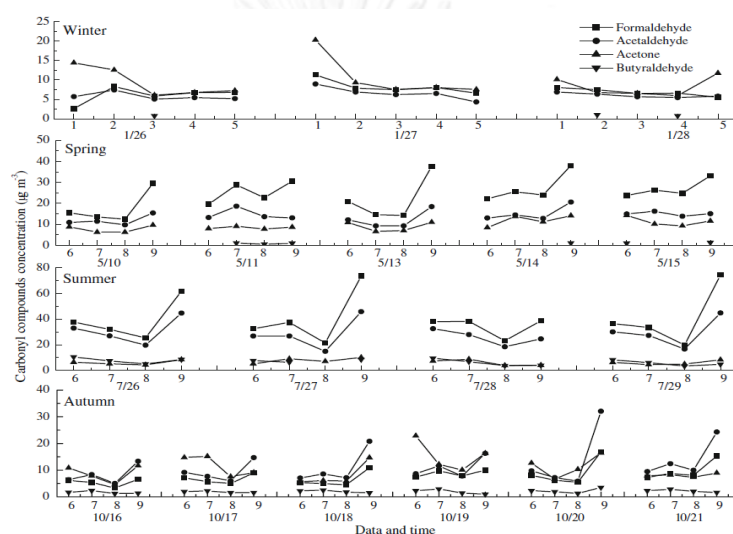 Winter
Formaldehyde
Acetaldehyde
Acetone
Butyraldehyde
25
20
15
10
5
0
1 2 3 4 5 1 2 3 4 5 1 2 3 4 5
1/26 1/27 1/28
Spring
50
40
30
20
10
0
6 7 8 9 6 7 8 9 6 7 8 9 6 7 8 9 6 7 8 9
5/10 5/11 5/13 5/14 5/15
Carbonyl compounds concentration (ıg m⁻³)
Summer
80
60
40
20
0
6 7 8 9 6 7 8 9 6 7 8 9 6 7 8 9
7/26 7/27 7/28 7/29
Autumn
40
30
20
10
0
6 7 8 9 6 7 8 9 6 7 8 9 6 7 8 9 6 7 8 9 6 7 8 9
10/16 10/17 10/18 10/19 10/20 10/21
Data and time